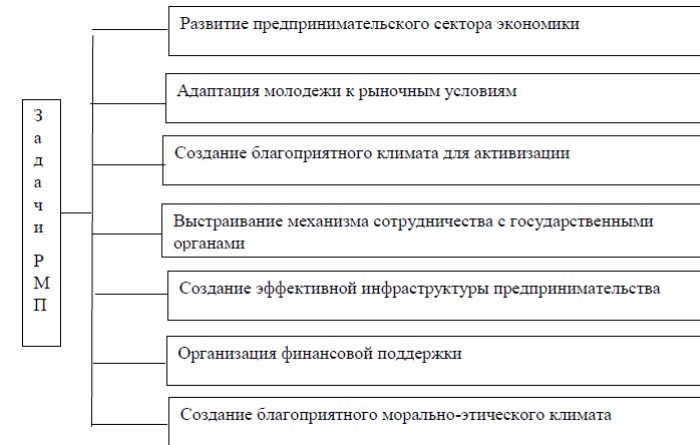 Задачи РМП
Развитие предпринимательского сектора экономики
Адаптация молодежи к рыночным условиям
Создание благоприятного климата для активизации
Выстраивание механизма сотрудничества с государственными
органами
Создание эффективной инфраструктуры предпринимательства
Организация финансовой поддержки
Создание благоприятного морально-этического климата